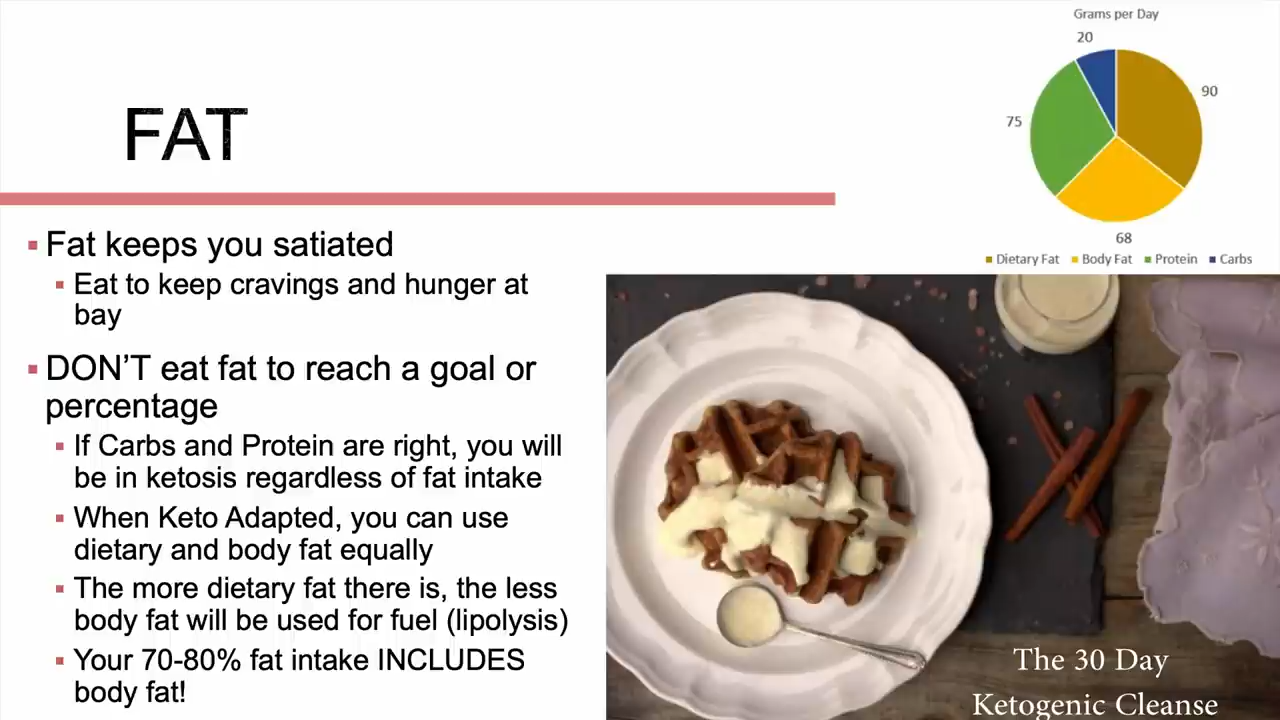 Grams per Day
20
90
75
68
Dietary Fat Body Fat Protein Carbs
FAT
Fat keeps you satiated
Eat to keep cravings and hunger at
bay
DON’T eat fat to reach a goal or
percentage
If Carbs and Protein are right, you will
be in ketosis regardless of fat intake
When Keto Adapted, you can use
dietary and body fat equally
The more dietary fat there is, the less
body fat will be used for fuel (lipolysis)
Your 70-80% fat intake INCLUDES
body fat!
The 30 Day
Ketogenic Cleanse